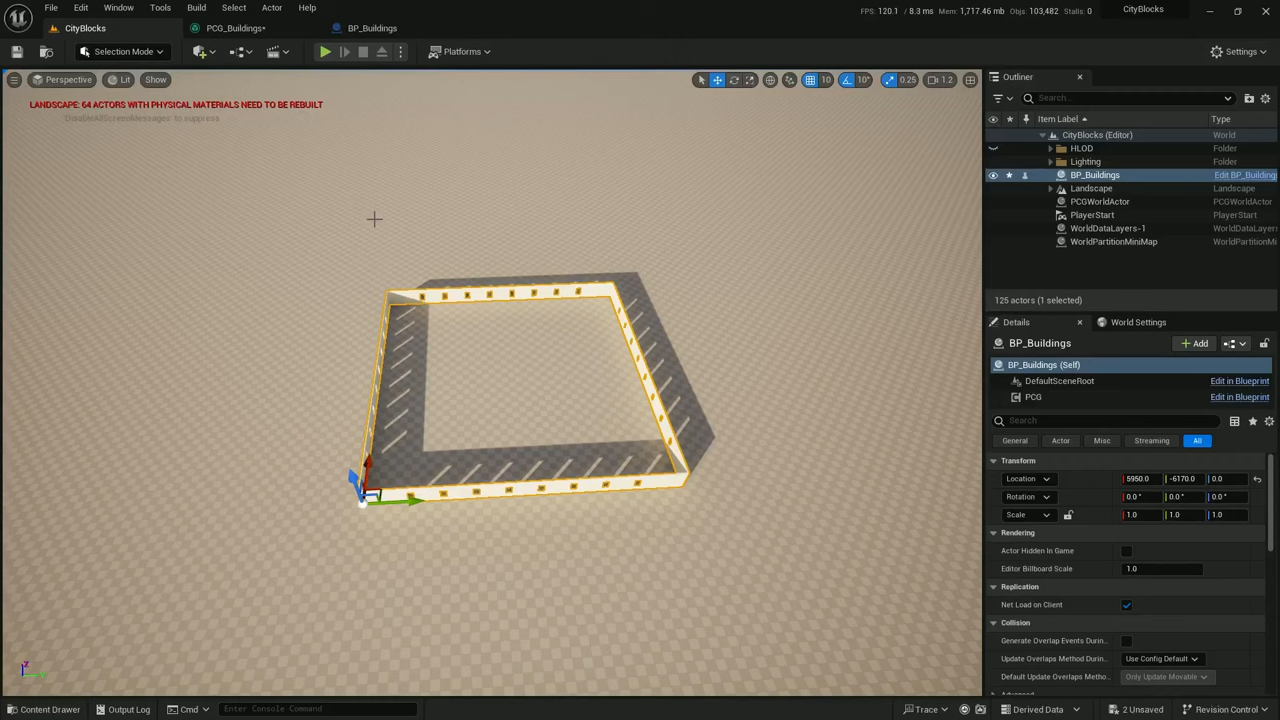 File Edit Window Tools Build Select Actor Help
FPS: 120.1 / 8.3 ms Mem: 1,717.46 mb Objs: 103,482 Stalls: 0 CityBlocks
CityBlocks PCG_Buildings* BP_Buildings
Selection Mode Platforms Settings
Perspective Lit Show 10 10° 0.25 1.2
LANDSCAPE: 64 ACTORS WITH PHYSICAL MATERIALS NEED TO BE REBUILT
'DisableAllScreenMessages' to suppress
Outliner
Search...
Item Label Type
CityBlocks (Editor) World
HLOD Folder
Lighting Folder
BP_Buildings Edit BP_Building
Landscape Landscape
PCGWorldActor PCGWorldActor
PlayerStart PlayerStart
WorldDataLayers-1 WorldDataLayer
WorldPartitionMiniMap WorldPartitionMi
125 actors (1 selected)
Details World Settings
BP_Buildings Add
BP_Buildings (Self)
DefaultSceneRoot Edit in Blueprint
PCG Edit in Blueprint
Search
General Actor Misc Streaming All
Transform
Location 5950.0 -6170.0 0.0
Rotation 0.0 ° 0.0 ° 0.0 °
Scale 1.0 1.0 1.0
Rendering
Actor Hidden In Game
Editor Billboard Scale 1.0
Replication
Net Load on Client
Collision
Generate Overlap Events Durin
Update Overlaps Method Durin Use Config Default
Default Update Overlaps Metho Only Update Movable
Advanced
Z
Content Drawer Output Log Cmd Enter Console Command Trace Derived Data 2 Unsaved Revision Control